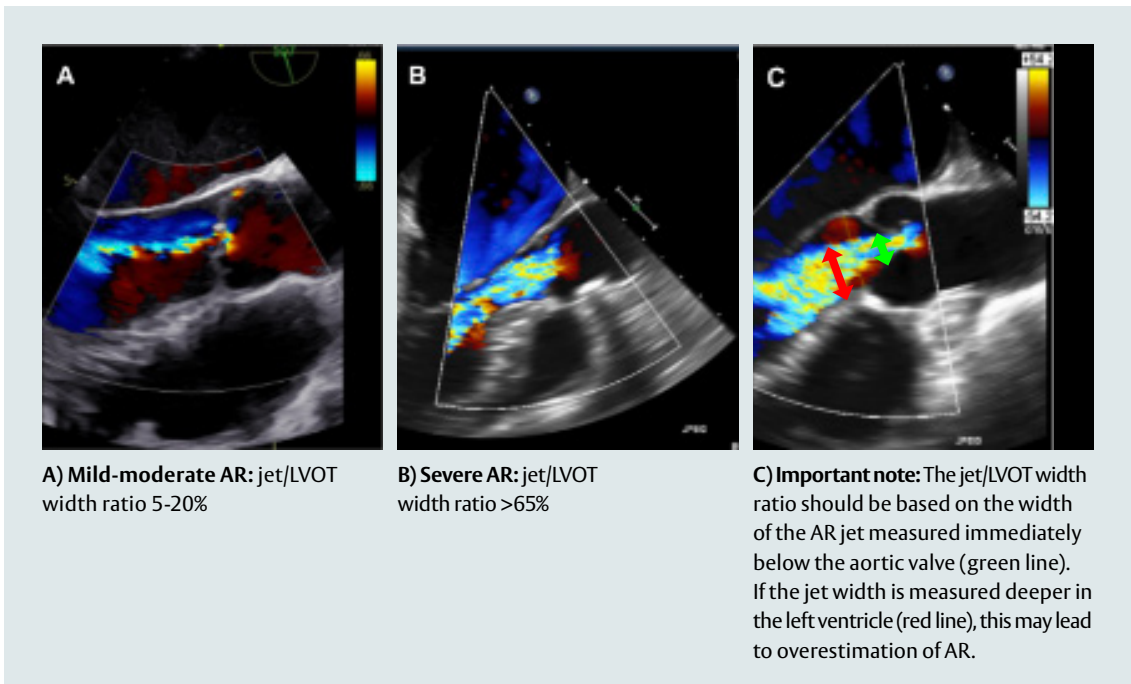 A
B
C
JPEG
JPEG
A) Mild-moderate AR: jet/LVOT
width ratio 5-20%
B) Severe AR: jet/LVOT
width ratio >65%
C) Important note: The jet/LVOT width
ratio should be based on the width
of the AR jet measured immediately
below the aortic valve (green line).
If the jet width is measured deeper in
the left ventricle (red line), this may lead
to overestimation of AR.